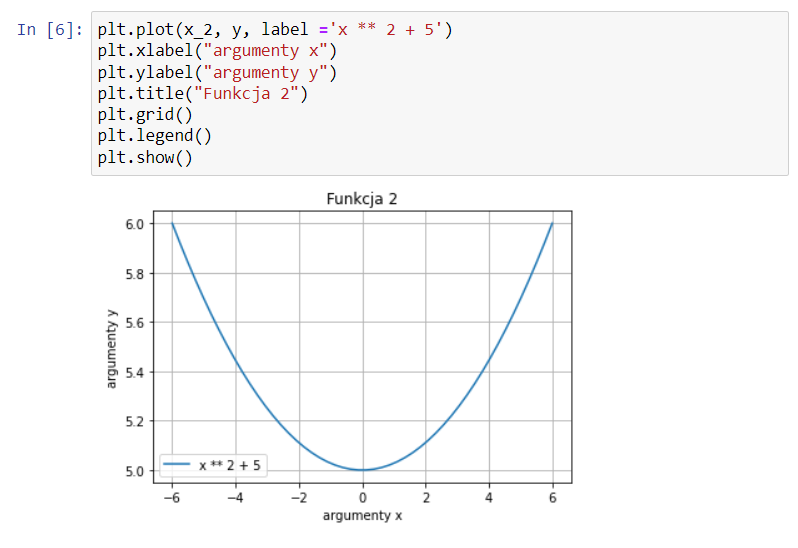 In [6]: plt.plot(x_2, y, label ='x ** 2 + 5')
plt.xlabel("argumenty x")
plt.ylabel("argumenty y")
plt.title("Funkcja 2")
plt.grid()
plt.legend()
plt.show()
Funkcja 2
6.0
5.8
5.6
5.4
5.2
5.0
argumenty y
x ** 2 + 5
−6 −4 −2 0 2 4 6
argumenty x